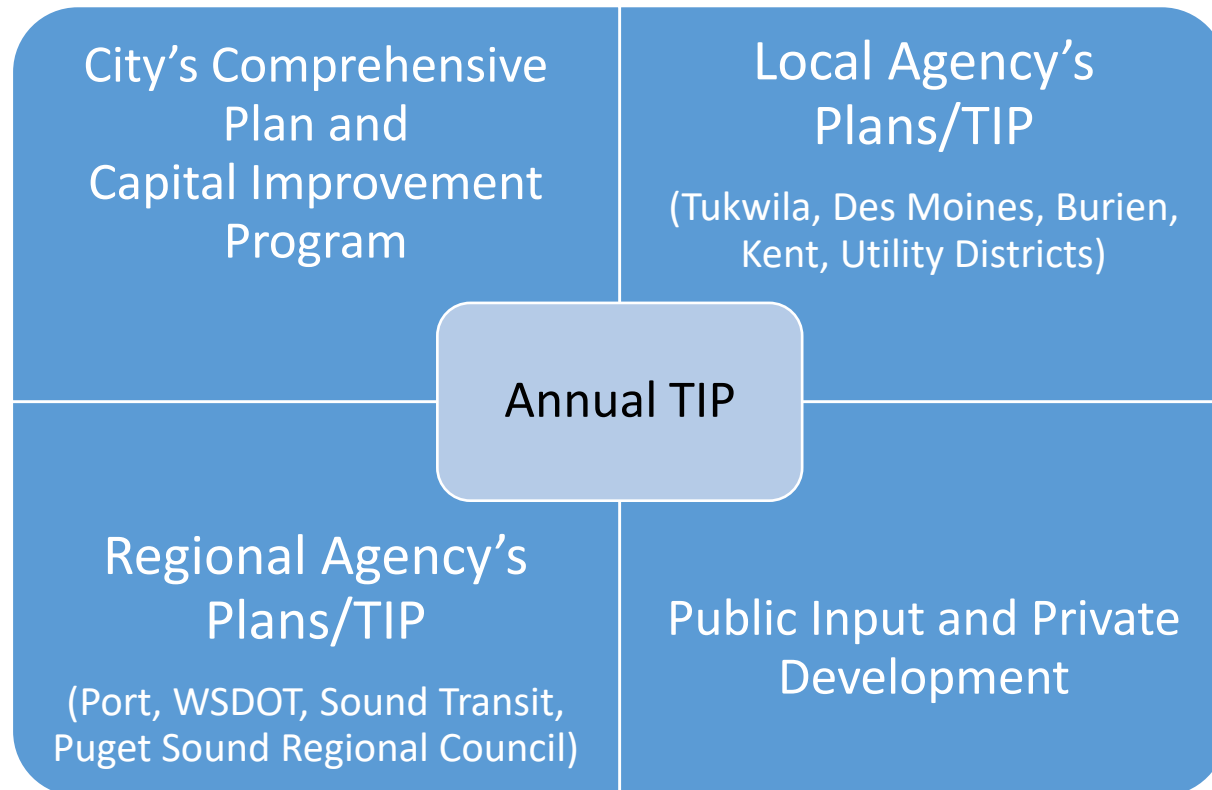 City’s Comprehensive
Plan and
Capital Improvement
Program
Local Agency’s
Plans/TIP
(Tukwila, Des Moines, Burien,
Kent, Utility Districts)
Annual TIP
Regional Agency’s
Plans/TIP
(Port, WSDOT, Sound Transit,
Puget Sound Regional Council)
Public Input and Private
Development